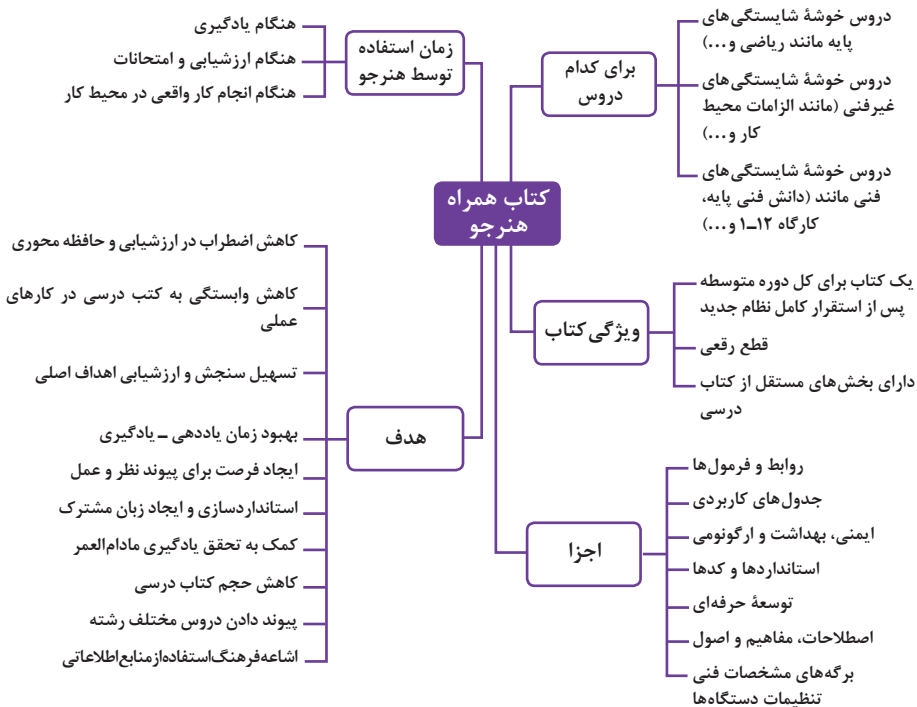 کتاب همراه
هنرجو
برای کدام
دروس
دروس خوشهٔ شایستگی‌های
پایه مانند ریاضی و...)
دروس خوشهٔ شایستگی‌های
غیرفنی (مانند الزامات محیط
کار و...)
دروس خوشهٔ شایستگی‌های
فنی مانند (دانش فنی پایه،
کارگاه ۱۲ــ۱ و...)
ویژگی کتاب
یک کتاب برای کل دوره متوسطه
پس از استقرار کامل نظام جدید
قطع رقعی
دارای بخش‌های مستقل از کتاب
درسی
اجزا
روابط و فرمول‌ها
جدول‌های کاربردی
ایمنی، بهداشت و ارگونومی
استانداردها و کدها
توسعهٔ حرفه‌ای
اصطلاحات، مفاهیم و اصول
برگه‌های مشخصات فنی
تنظیمات دستگاه‌ها
زمان استفاده
توسط هنرجو
هنگام یادگیری
هنگام ارزشیابی و امتحانات
هنگام انجام کار واقعی در محیط کار
هدف
کاهش اضطراب در ارزشیابی و حافظه محوری
کاهش وابستگی به کتب درسی در کارهای
عملی
تسهیل سنجش و ارزشیابی اهداف اصلی
بهبود زمان یاددهی ــ یادگیری
ایجاد فرصت برای پیوند نظر و عمل
استانداردسازی و ایجاد زبان مشترک
کمک به تحقق یادگیری مادام‌العمر
کاهش حجم کتاب درسی
پیوند دادن دروس مختلف رشته
اشاعه فرهنگ استفاده از منابع اطلاعاتی